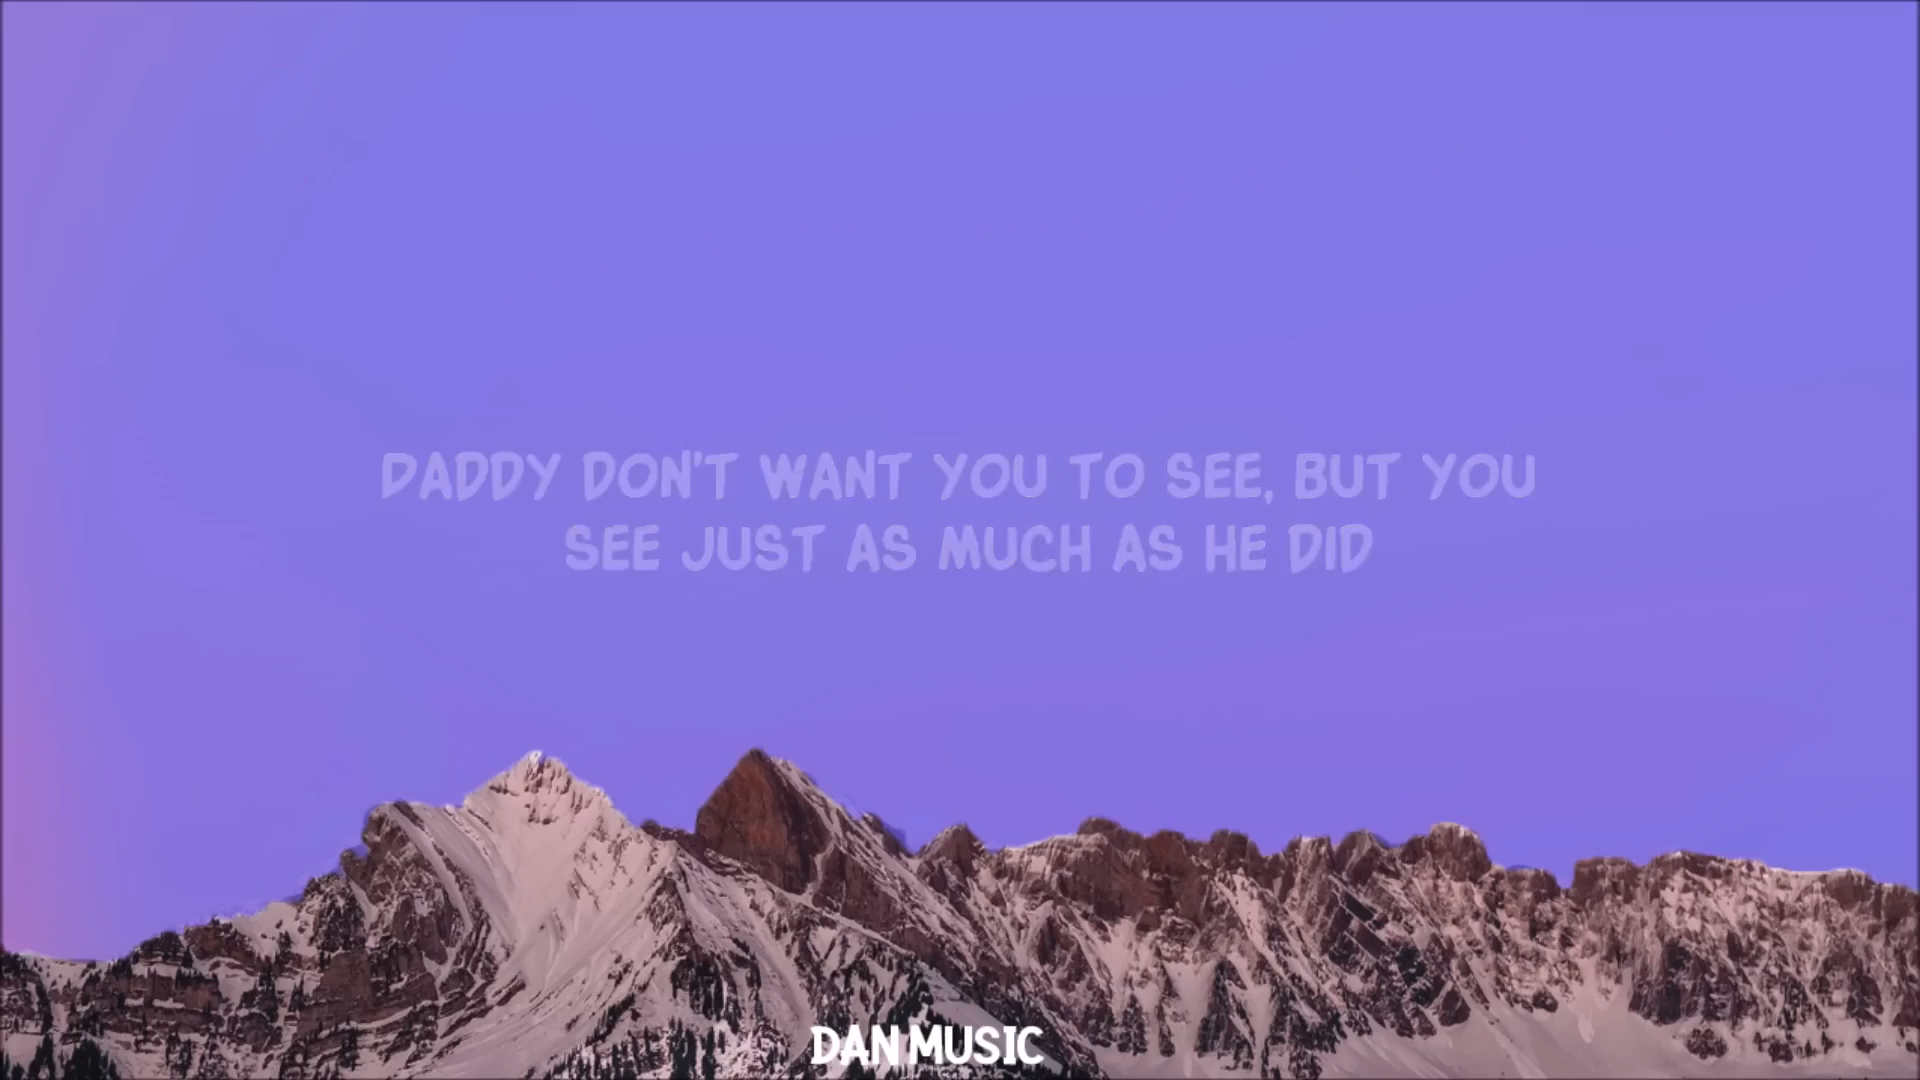 DADDY DON'T WANT YOU TO SEE, BUT YOU
SEE JUST AS MUCH AS HE DID
DAN MUSIC